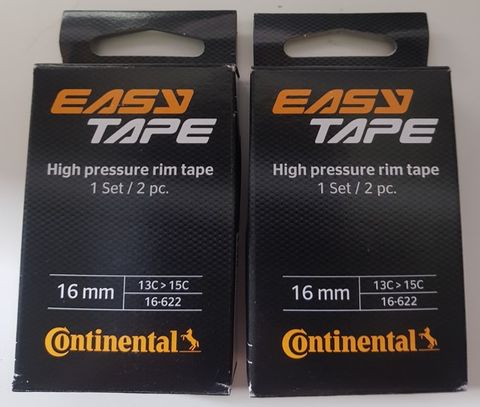 EASY
TAPE
High pressure rim tape
1 Set / 2 pc.
16 mm
13C > 15C
16-622
Continental
EASY
TAPE
High pressure rim tape
1 Set / 2 pc.
16 mm
13C > 15C
16-622
Continental